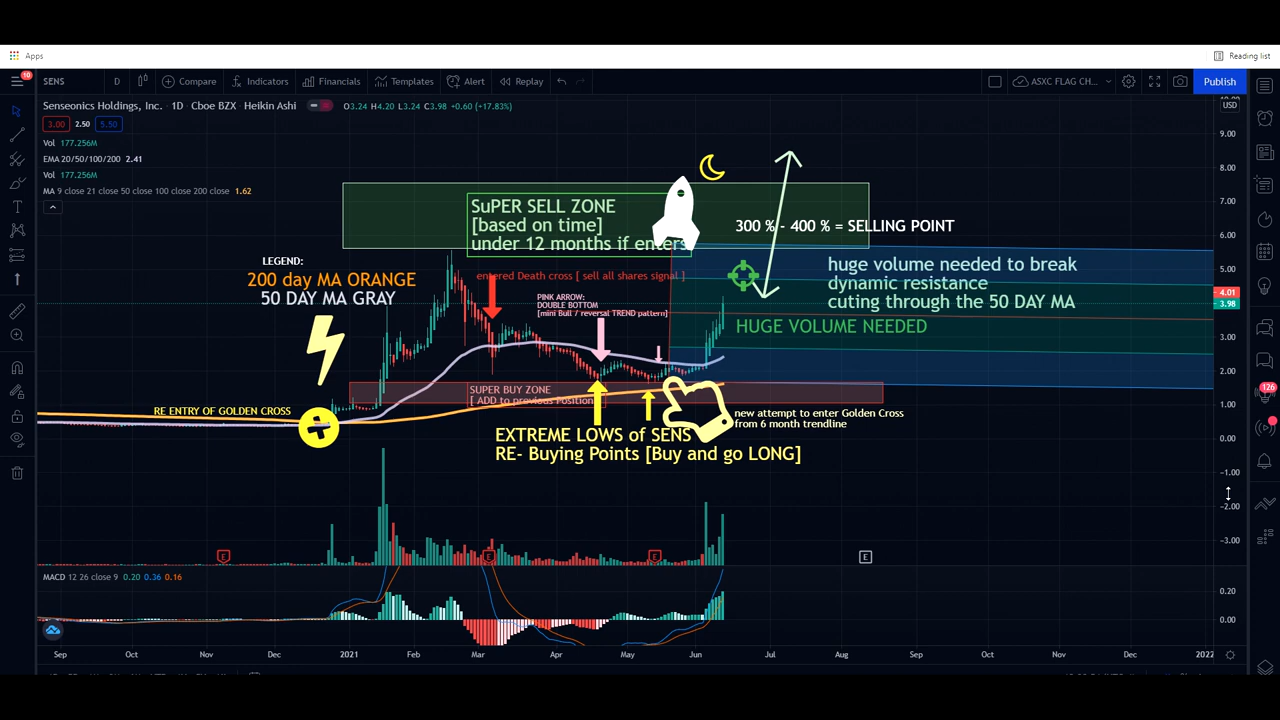 Apps
Reading list
10
SENS
D
Compare
Indicators
Financials
Templates
Alert
Replay
ASXC FLAG CH...
Publish
Senseonics Holdings, Inc. · 1D · Cboe BZX · Heikin Ashi
O3.24 H4.20 L3.24 C3.98 +0.60 (+17.83%)
3.00
2.50
5.50
Vol 177.256M
EMA 20/50/100/200 2.41
Vol 177.256M
MA 9 close 21 close 50 close 100 close 200 close 1.62
USD
9.00
8.00
7.00
6.00
5.00
4.01
3.98
3.00
2.00
1.00
0.00
−1.00
−2.00
−3.00
SuPER SELL ZONE
[based on time]
under 12 months if enters
300 % - 400 % = SELLING POINT
LEGEND:
200 day MA ORANGE
50 DAY MA GRAY
entered Death cross [ sell all shares signal ]
PINK ARROW:
DOUBLE BOTTOM
[mini Bull / reversal TREND pattern]
huge volume needed to break
dynamic resistance
cutting through the 50 DAY MA
HUGE VOLUME NEEDED
SUPER BUY ZONE
[ ADD to previous Position
RE ENTRY OF GOLDEN CROSS
new attempt to enter Golden Cross
from 6 month trendline
EXTREME LOWS of SENS
RE- Buying Points [Buy and go LONG]
126
E
E
E
E
MACD 12 26 close 9 0.20 0.36 0.16
0.20
0.00
Sep
Oct
Nov
Dec
2021
Feb
Mar
Apr
May
Jun
Jul
Aug
Sep
Oct
Nov
Dec
2022